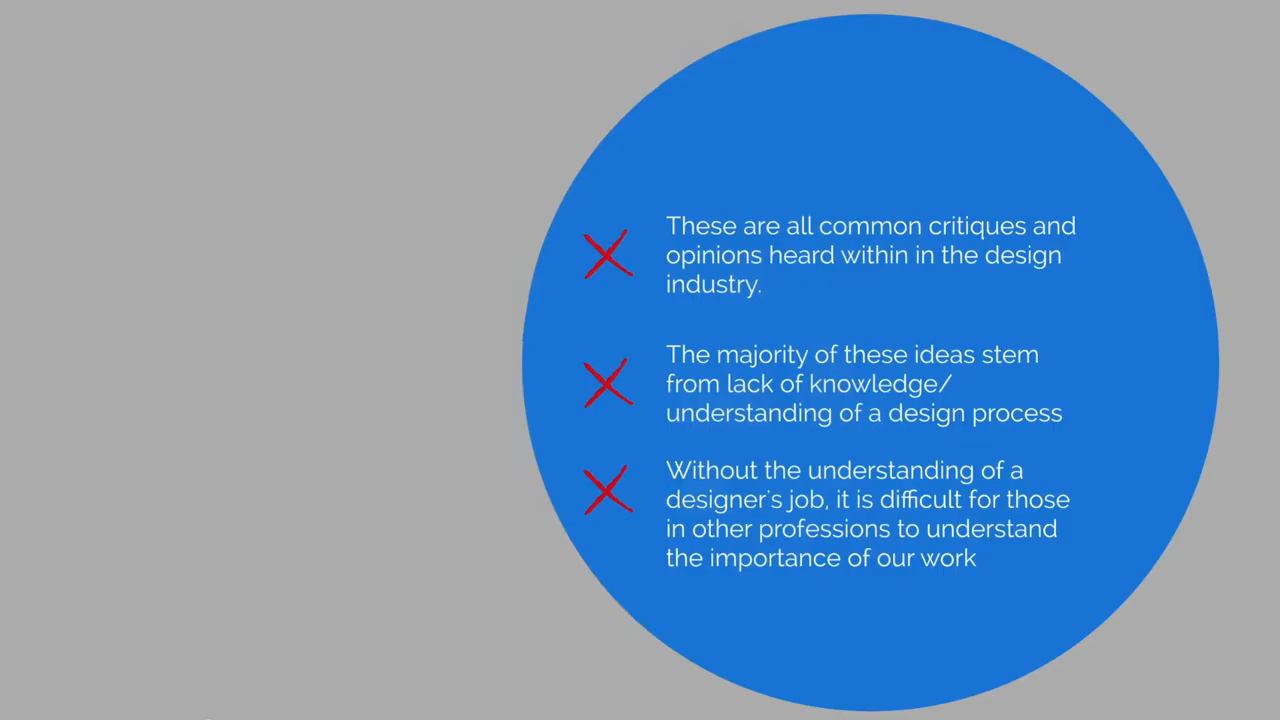 These are all common critiques and
opinions heard within in the design
industry.
The majority of these ideas stem
from lack of knowledge/
understanding of a design process
Without the understanding of a
designer's job, it is difficult for those
in other professions to understand
the importance of our work